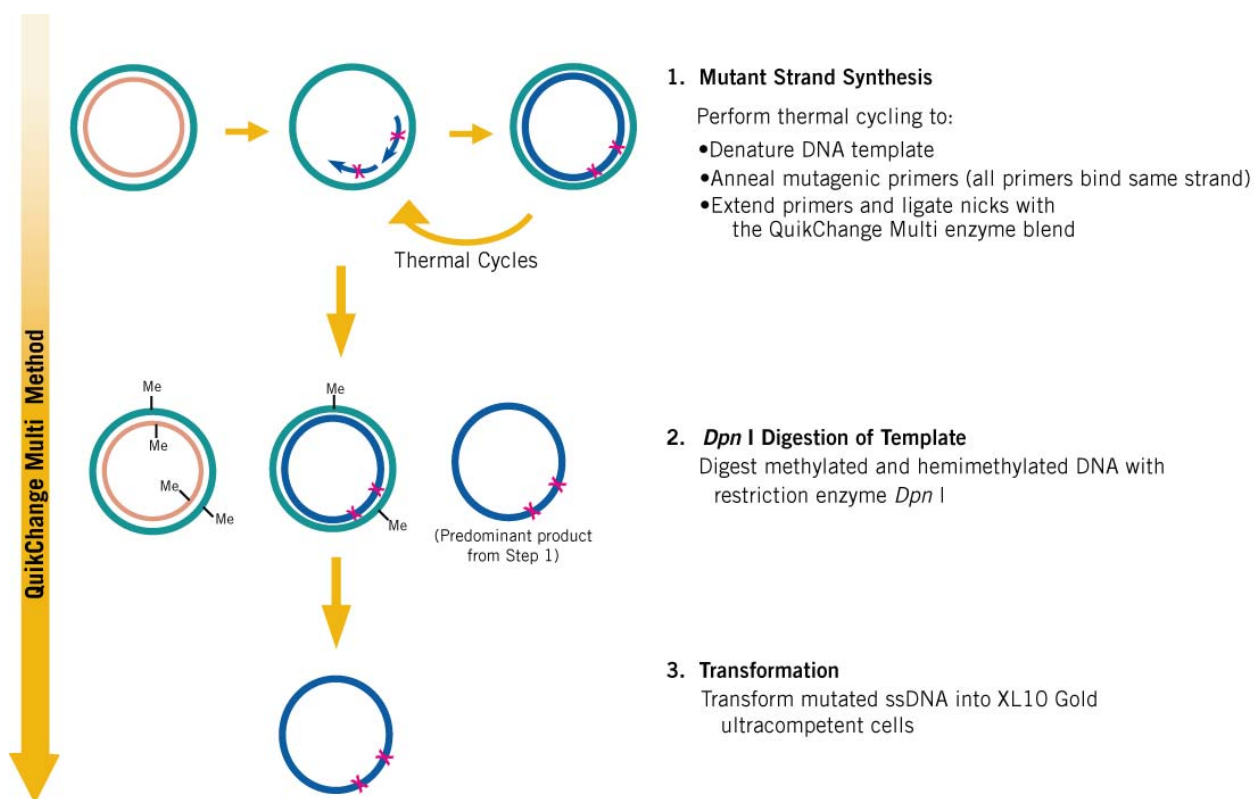 QuikChange Multi Method
1. Mutant Strand Synthesis
Perform thermal cycling to:
•Denature DNA template
•Anneal mutagenic primers (all primers bind same strand)
•Extend primers and ligate nicks with
the QuikChange Multi enzyme blend
Thermal Cycles
Me
Me
Me
Me
Me
Me
(Predominant product
from Step 1)
2. Dpn I Digestion of Template
Digest methylated and hemimethylated DNA with
restriction enzyme Dpn I
3. Transformation
Transform mutated ssDNA into XL10 Gold
ultracompetent cells